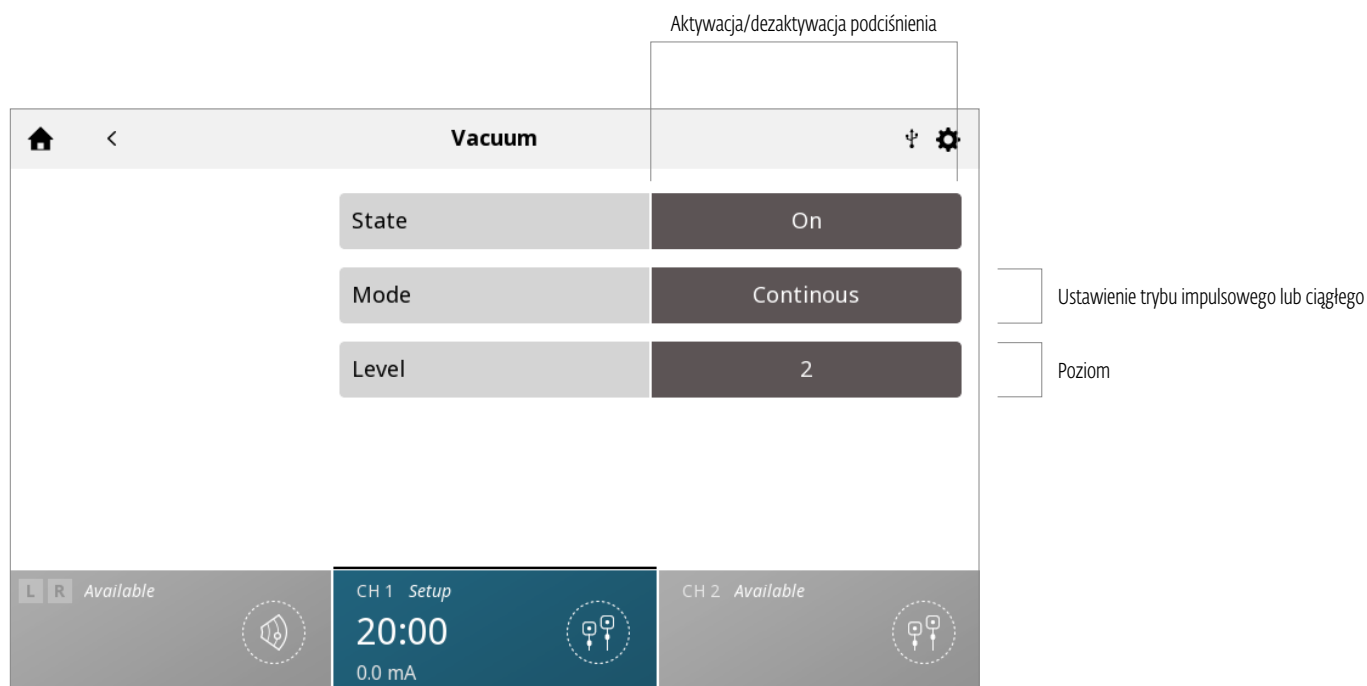 Aktywacja/dezaktywacja podciśnienia
Vacuum
State On
Mode Continous
Ustawienie trybu impulsowego lub ciągłego
Level 2
Poziom
L R Available
CH 1 Setup
20:00
0.0 mA
CH 2 Available